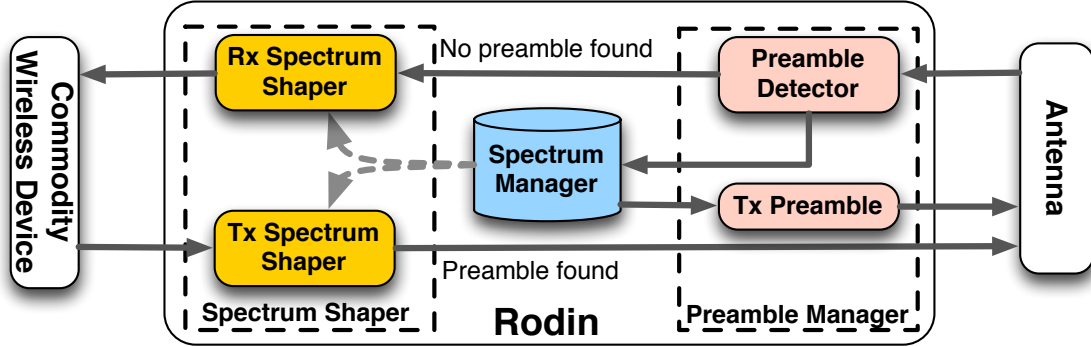 Commodity
Wireless Device
Rx Spectrum
Shaper
No preamble found
Preamble
Detector
Antenna
Spectrum
Manager
Tx Preamble
Tx Spectrum
Shaper
Preamble found
Spectrum Shaper
Rodin
Preamble Manager